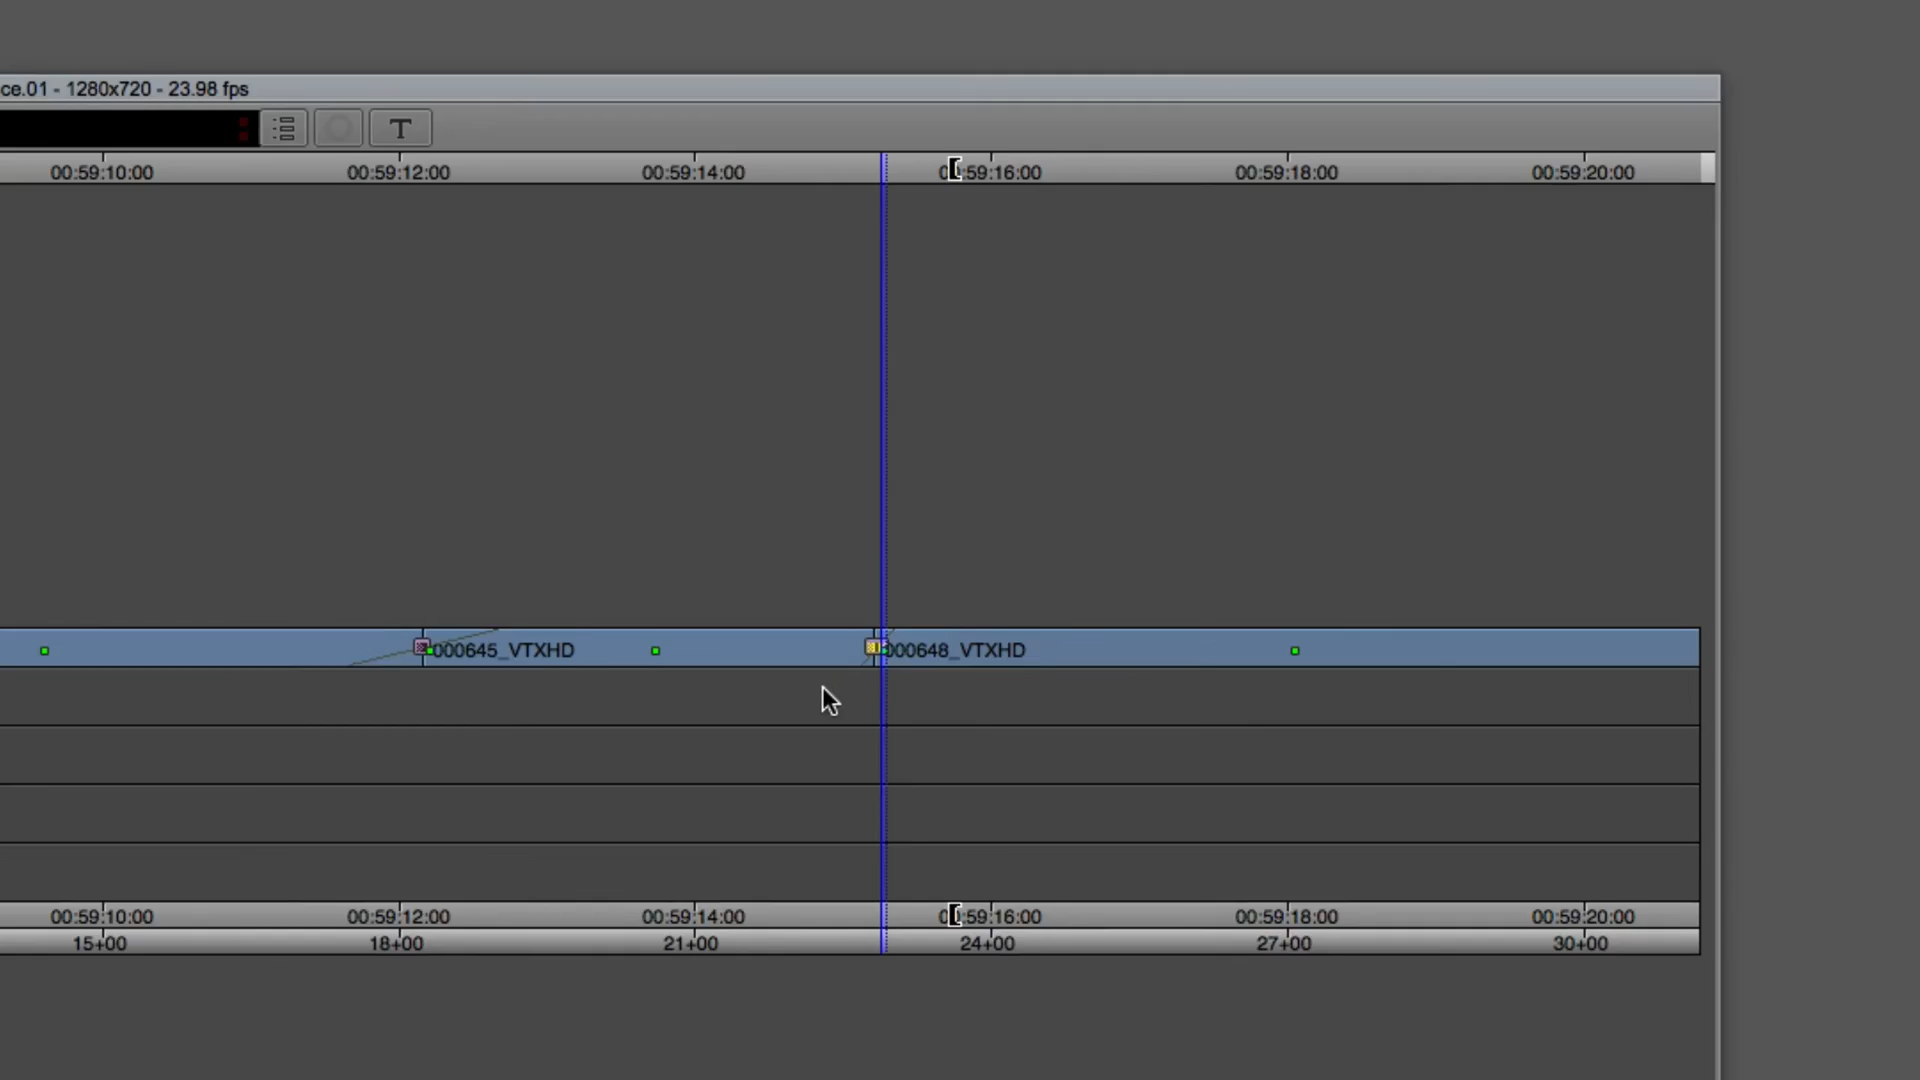 ce.01 - 1280x720 - 23.98 fps
T
00:59:10:00 00:59:12:00 00:59:14:00 00:59:16:00 00:59:18:00 00:59:20:00
000645_VTXHD 000648_VTXHD
00:59:10:00 00:59:12:00 00:59:14:00 00:59:16:00 00:59:18:00 00:59:20:00
15+00 18+00 21+00 24+00 27+00 30+00